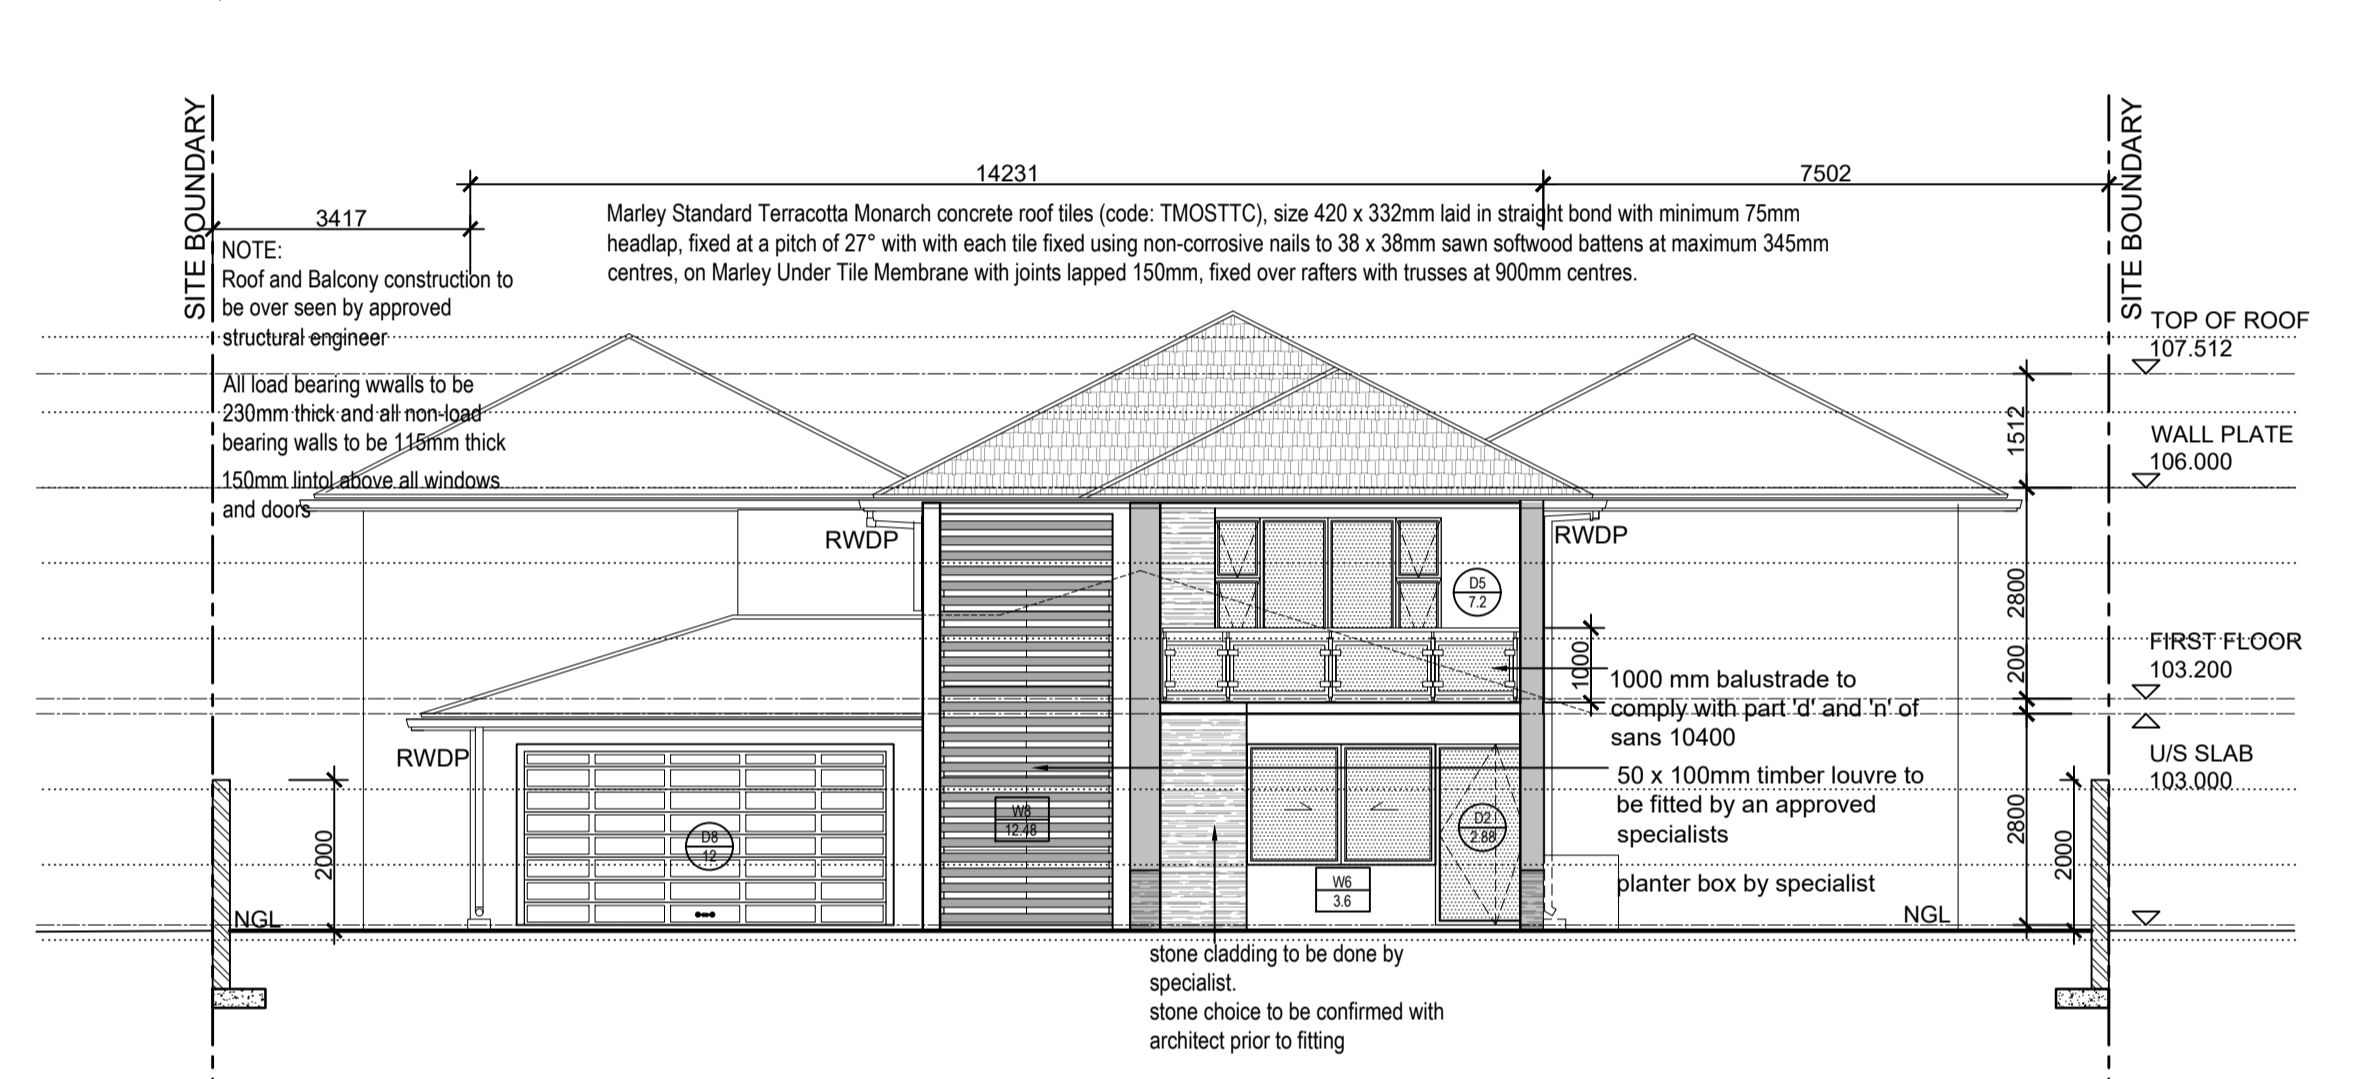 SITE BOUNDARY
SITE BOUNDARY
14231
7502
3417
NOTE:
Roof and Balcony construction to
be over seen by approved
structural engineer
All load bearing wwalls to be
230mm thick and all non-load
bearing walls to be 115mm thick
150mm lintol above all windows
and doors
Marley Standard Terracotta Monarch concrete roof tiles (code: TMOSTTC), size 420 x 332mm laid in straight bond with minimum 75mm
headlap, fixed at a pitch of 27° with with each tile fixed using non-corrosive nails to 38 x 38mm sawn softwood battens at maximum 345mm
centres, on Marley Under Tile Membrane with joints lapped 150mm, fixed over rafters with trusses at 900mm centres.
TOP OF ROOF
107.512
1512
WALL PLATE
106.000
RWDP
RWDP
D5
7.2
2800
1000
200
FIRST FLOOR
103.200
1000 mm balustrade to
comply with part 'd' and 'n' of
sans 10400
RWDP
U/S SLAB
103.000
50 x 100mm timber louvre to
be fitted by an approved
specialists
2000
D8
12
W8
12.48
D2
2.88
2800
2000
W6
3.6
planter box by specialist
NGL
NGL
stone cladding to be done by
specialist.
stone choice to be confirmed with
architect prior to fitting